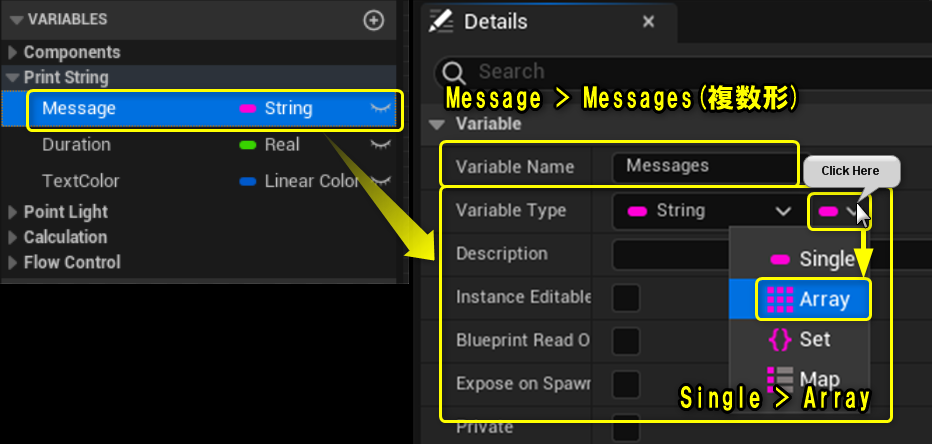 VARIABLES
Components
Print String
Message String
Duration Real
TextColor Linear Color
Point Light
Calculation
Flow Control
Details
Search
Message > Messages(複数形)
Variable
Variable Name Messages
Click Here
Variable Type String
Description
Single
Instance Editable
Array
Blueprint Read O
Set
Expose on Spawn
Map
Single > Array
Private